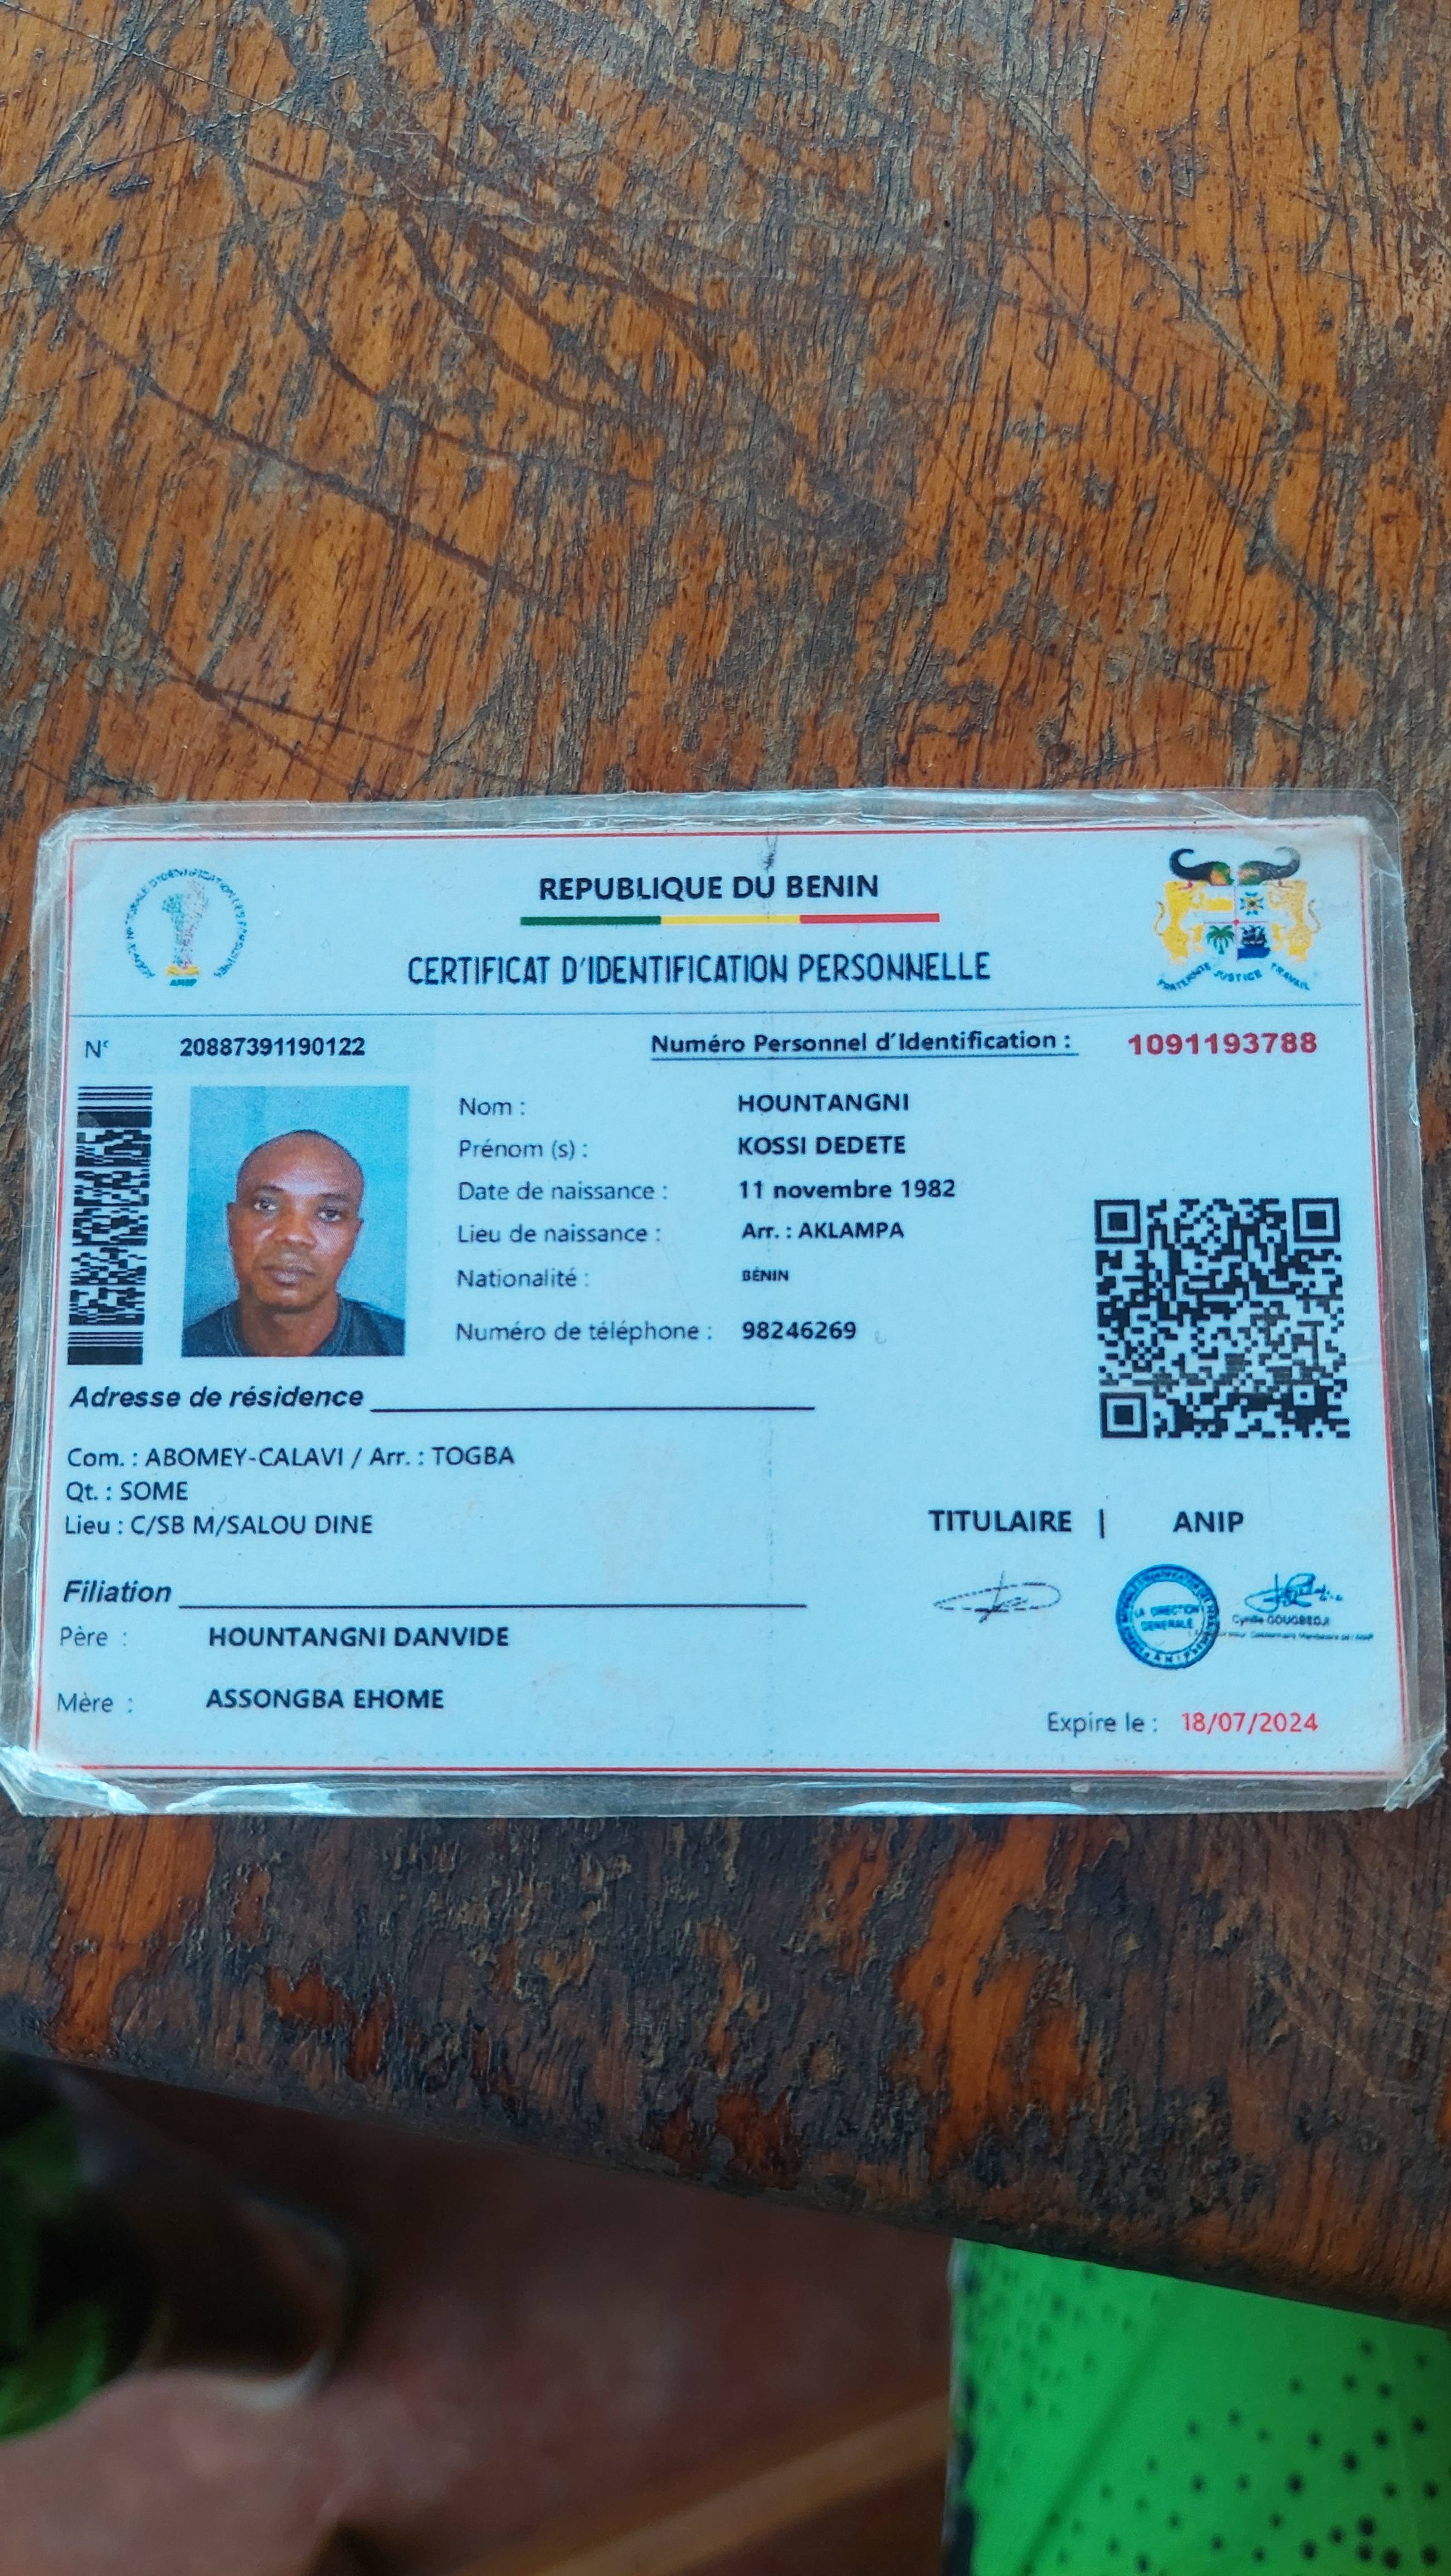 REPUBLIQUE DU BENIN
CERTIFICAT D'IDENTIFICATION PERSONNELLE
ANIP
FRATERNITE JUSTICE TRAVAIL
N° 20887391190122
Numéro Personnel d'Identification : 1091193788
Nom : HOUNTANGNI
Prénom (s) : KOSSI DEDETE
Date de naissance : 11 novembre 1982
Lieu de naissance : Arr. : AKLAMPA
Nationalité : BÉNIN
Numéro de téléphone : 98246269
Adresse de résidence
Com. : ABOMEY-CALAVI / Arr. : TOGBA
Qt. : SOME
Lieu : C/SB M/SALOU DINE
TITULAIRE | ANIP
LA DIRECTION GENERALE
Cyrille GOUGBEDJI
Filiation
Père : HOUNTANGNI DANVIDE
Mère : ASSONGBA EHOME
Expire le : 18/07/2024